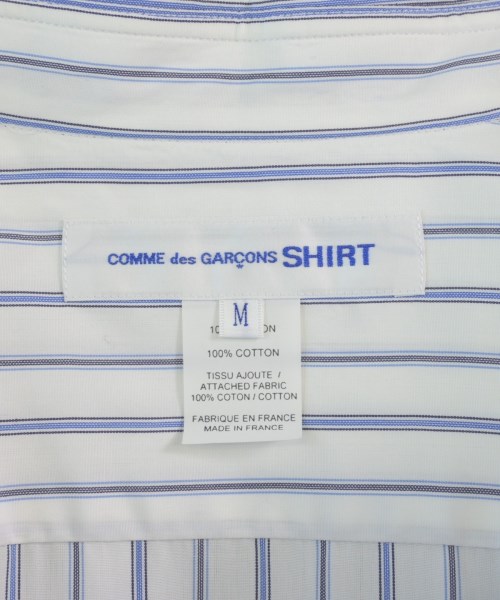 COMME des GARÇONS SHIRT
M
100% COTTON
TISSU AJOUTE /
ATTACHED FABRIC
100% COTON / COTTON
FABRIQUE EN FRANCE
MADE IN FRANCE